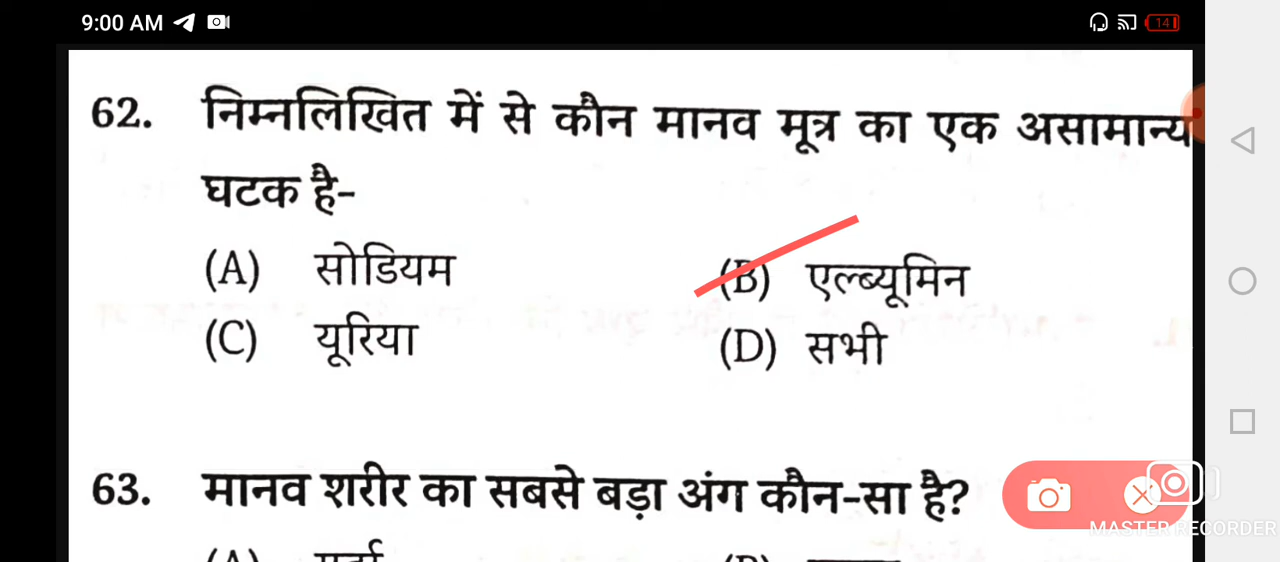 9:00 AM 14
62. निम्नलिखित में से कौन मानव मूत्र का एक असामान्य
घटक है-
(A) सोडियम (B) एल्ब्यूमिन
(C) यूरिया (D) सभी
63. मानव शरीर का सबसे बड़ा अंग कौन-सा है?
MASTER RECORDER